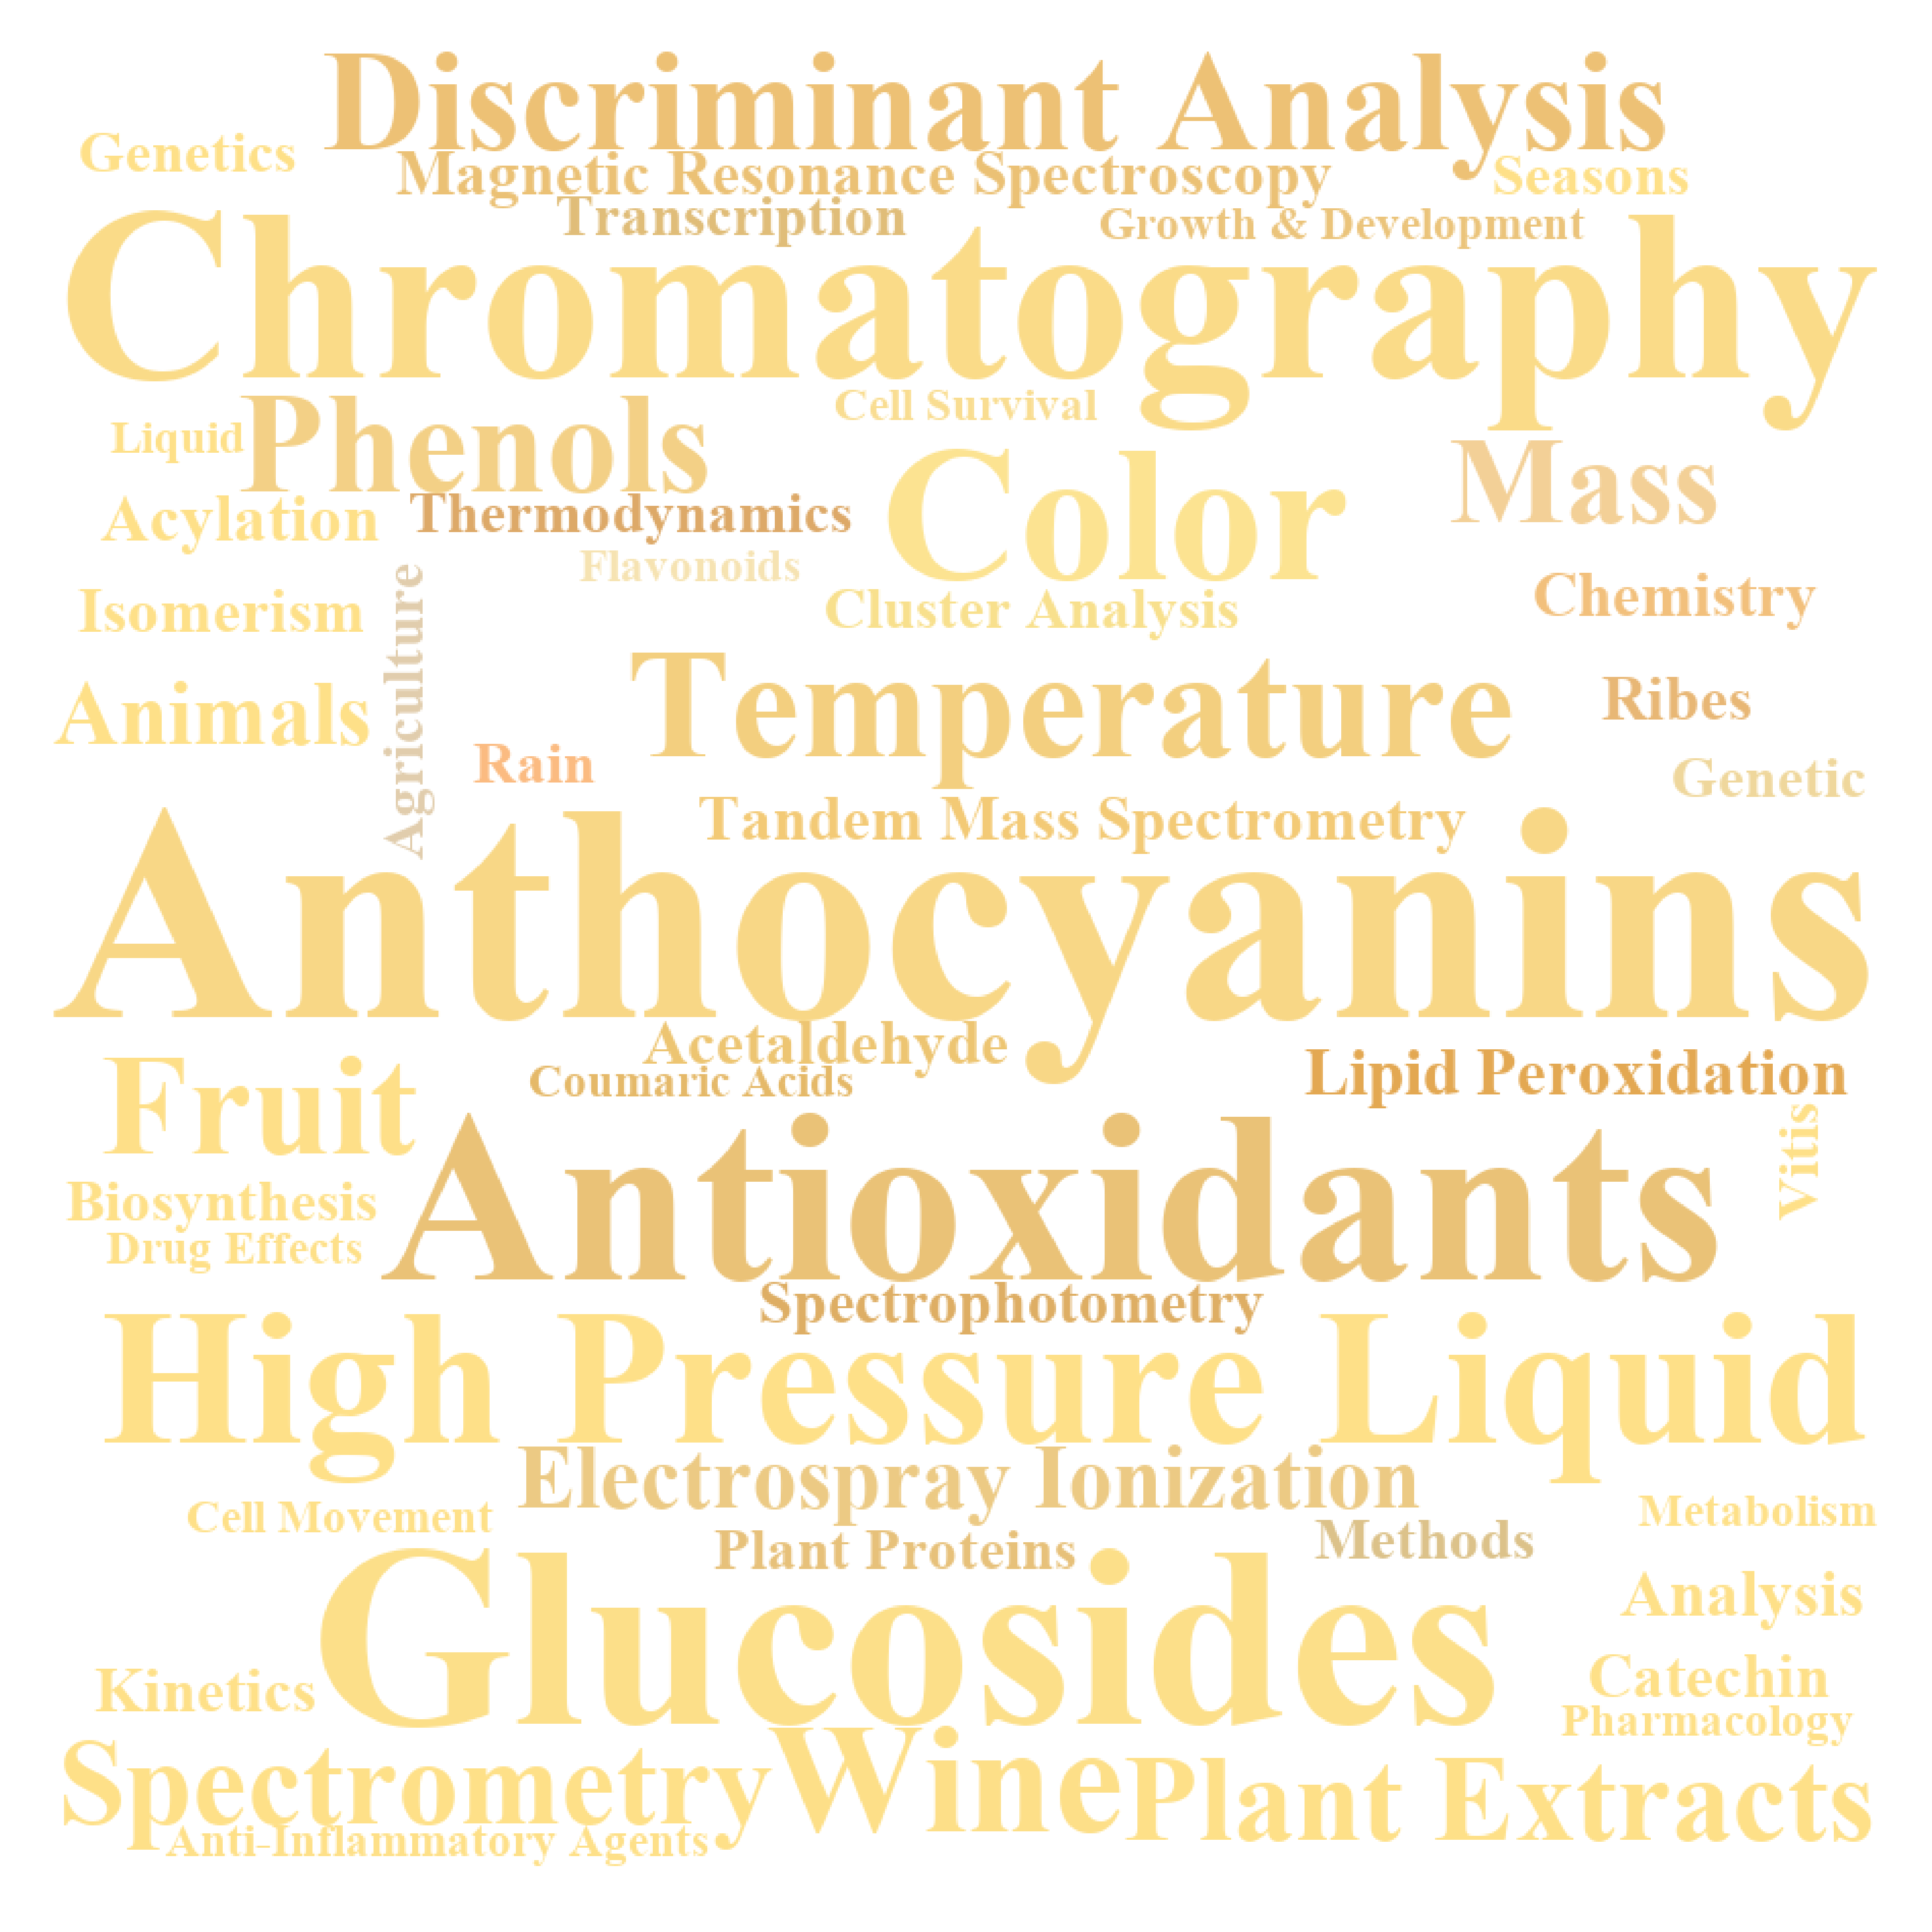 Discriminant Analysis
Genetics
Magnetic Resonance Spectroscopy
Seasons
Transcription
Growth & Development
Chromatography
Phenols
Cell Survival
Liquid
Color
Mass
Acylation
Thermodynamics
Flavonoids
Agriculture
Isomerism
Cluster Analysis
Chemistry
Temperature
Animals
Ribes
Rain
Genetic
Tandem Mass Spectrometry
Anthocyanins
Acetaldehyde
Lipid Peroxidation
Coumaric Acids
Fruit
Antioxidants
Vitis
Biosynthesis
Drug Effects
Spectrophotometry
High Pressure Liquid
Electrospray Ionization
Cell Movement
Metabolism
Plant Proteins
Methods
Glucosides
Analysis
Kinetics
Catechin
Pharmacology
Spectrometry
Wine
Plant Extracts
Anti-Inflammatory Agents